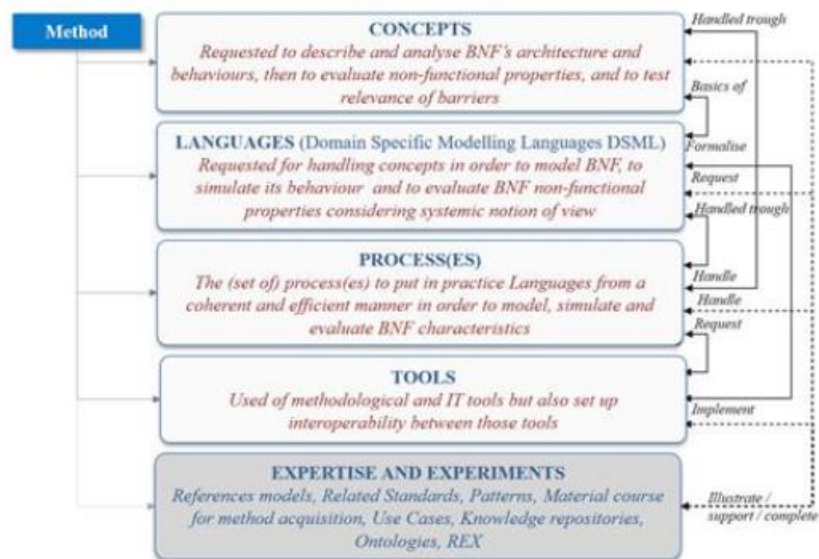 Method
CONCEPTS
Requested to describe and analyse BNF's architecture and
behaviours, then to evaluate non-functional properties, and to test
relevance of barriers
Handled trough
Basics of
LANGUAGES (Domain Specific Modelling Languages DSML)
Requested for handling concepts in order to model BNF, to
simulate its behaviour and to evaluate BNF non-functional
properties considering systemic notion of view
Formalise
Request
Handled trough
PROCESS(ES)
The (set of) process(es) to put in practice Languages from a
coherent and efficient manner in order to model, simulate and
evaluate BNF characteristics
Handle
Handle
Request
TOOLS
Used of methodological and IT tools but also set up
interoperability between those tools
Implement
EXPERTISE AND EXPERIMENTS
References models, Related Standards, Patterns, Material course
for method acquisition, Use Cases, Knowledge repositories,
Ontologies, REX
Illustrate /
support / complete